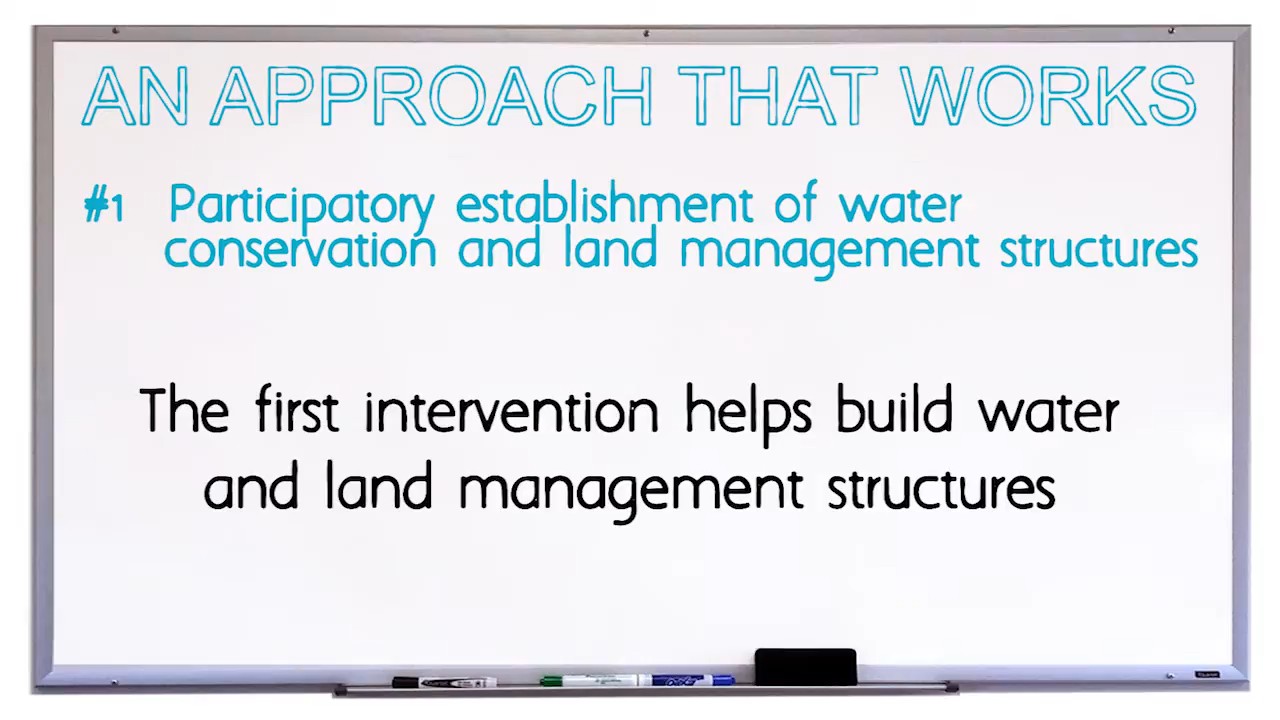 AN APPROACH THAT WORKS
#1 Participatory establishment of water
conservation and land management structures
The first intervention helps build water
and land management structures